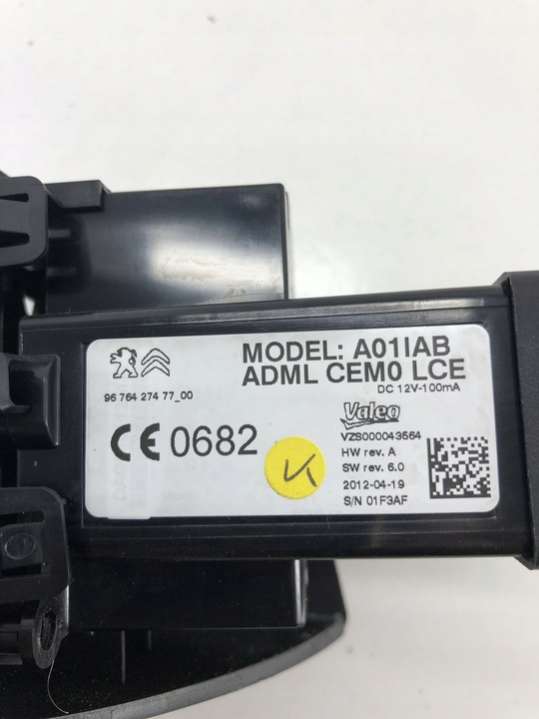 MODEL: A01IAB
ADML CEM0 LCE
DC 12V-100mA
96 764 274 77_00
Valeo
CE 0682
VZS000043564
HW rev. A
SW rev. 6.0
2012-04-19
S/N 01F3AF